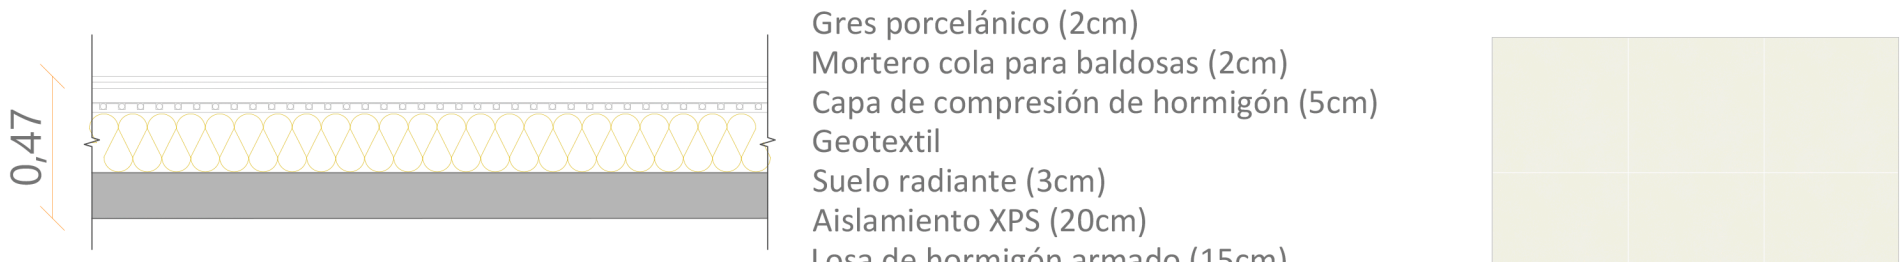 0,47
Gres porcelánico (2cm)
Mortero cola para baldosas (2cm)
Capa de compresión de hormigón (5cm)
Geotextil
Suelo radiante (3cm)
Aislamiento XPS (20cm)
Losa de hormigón armado (15cm)